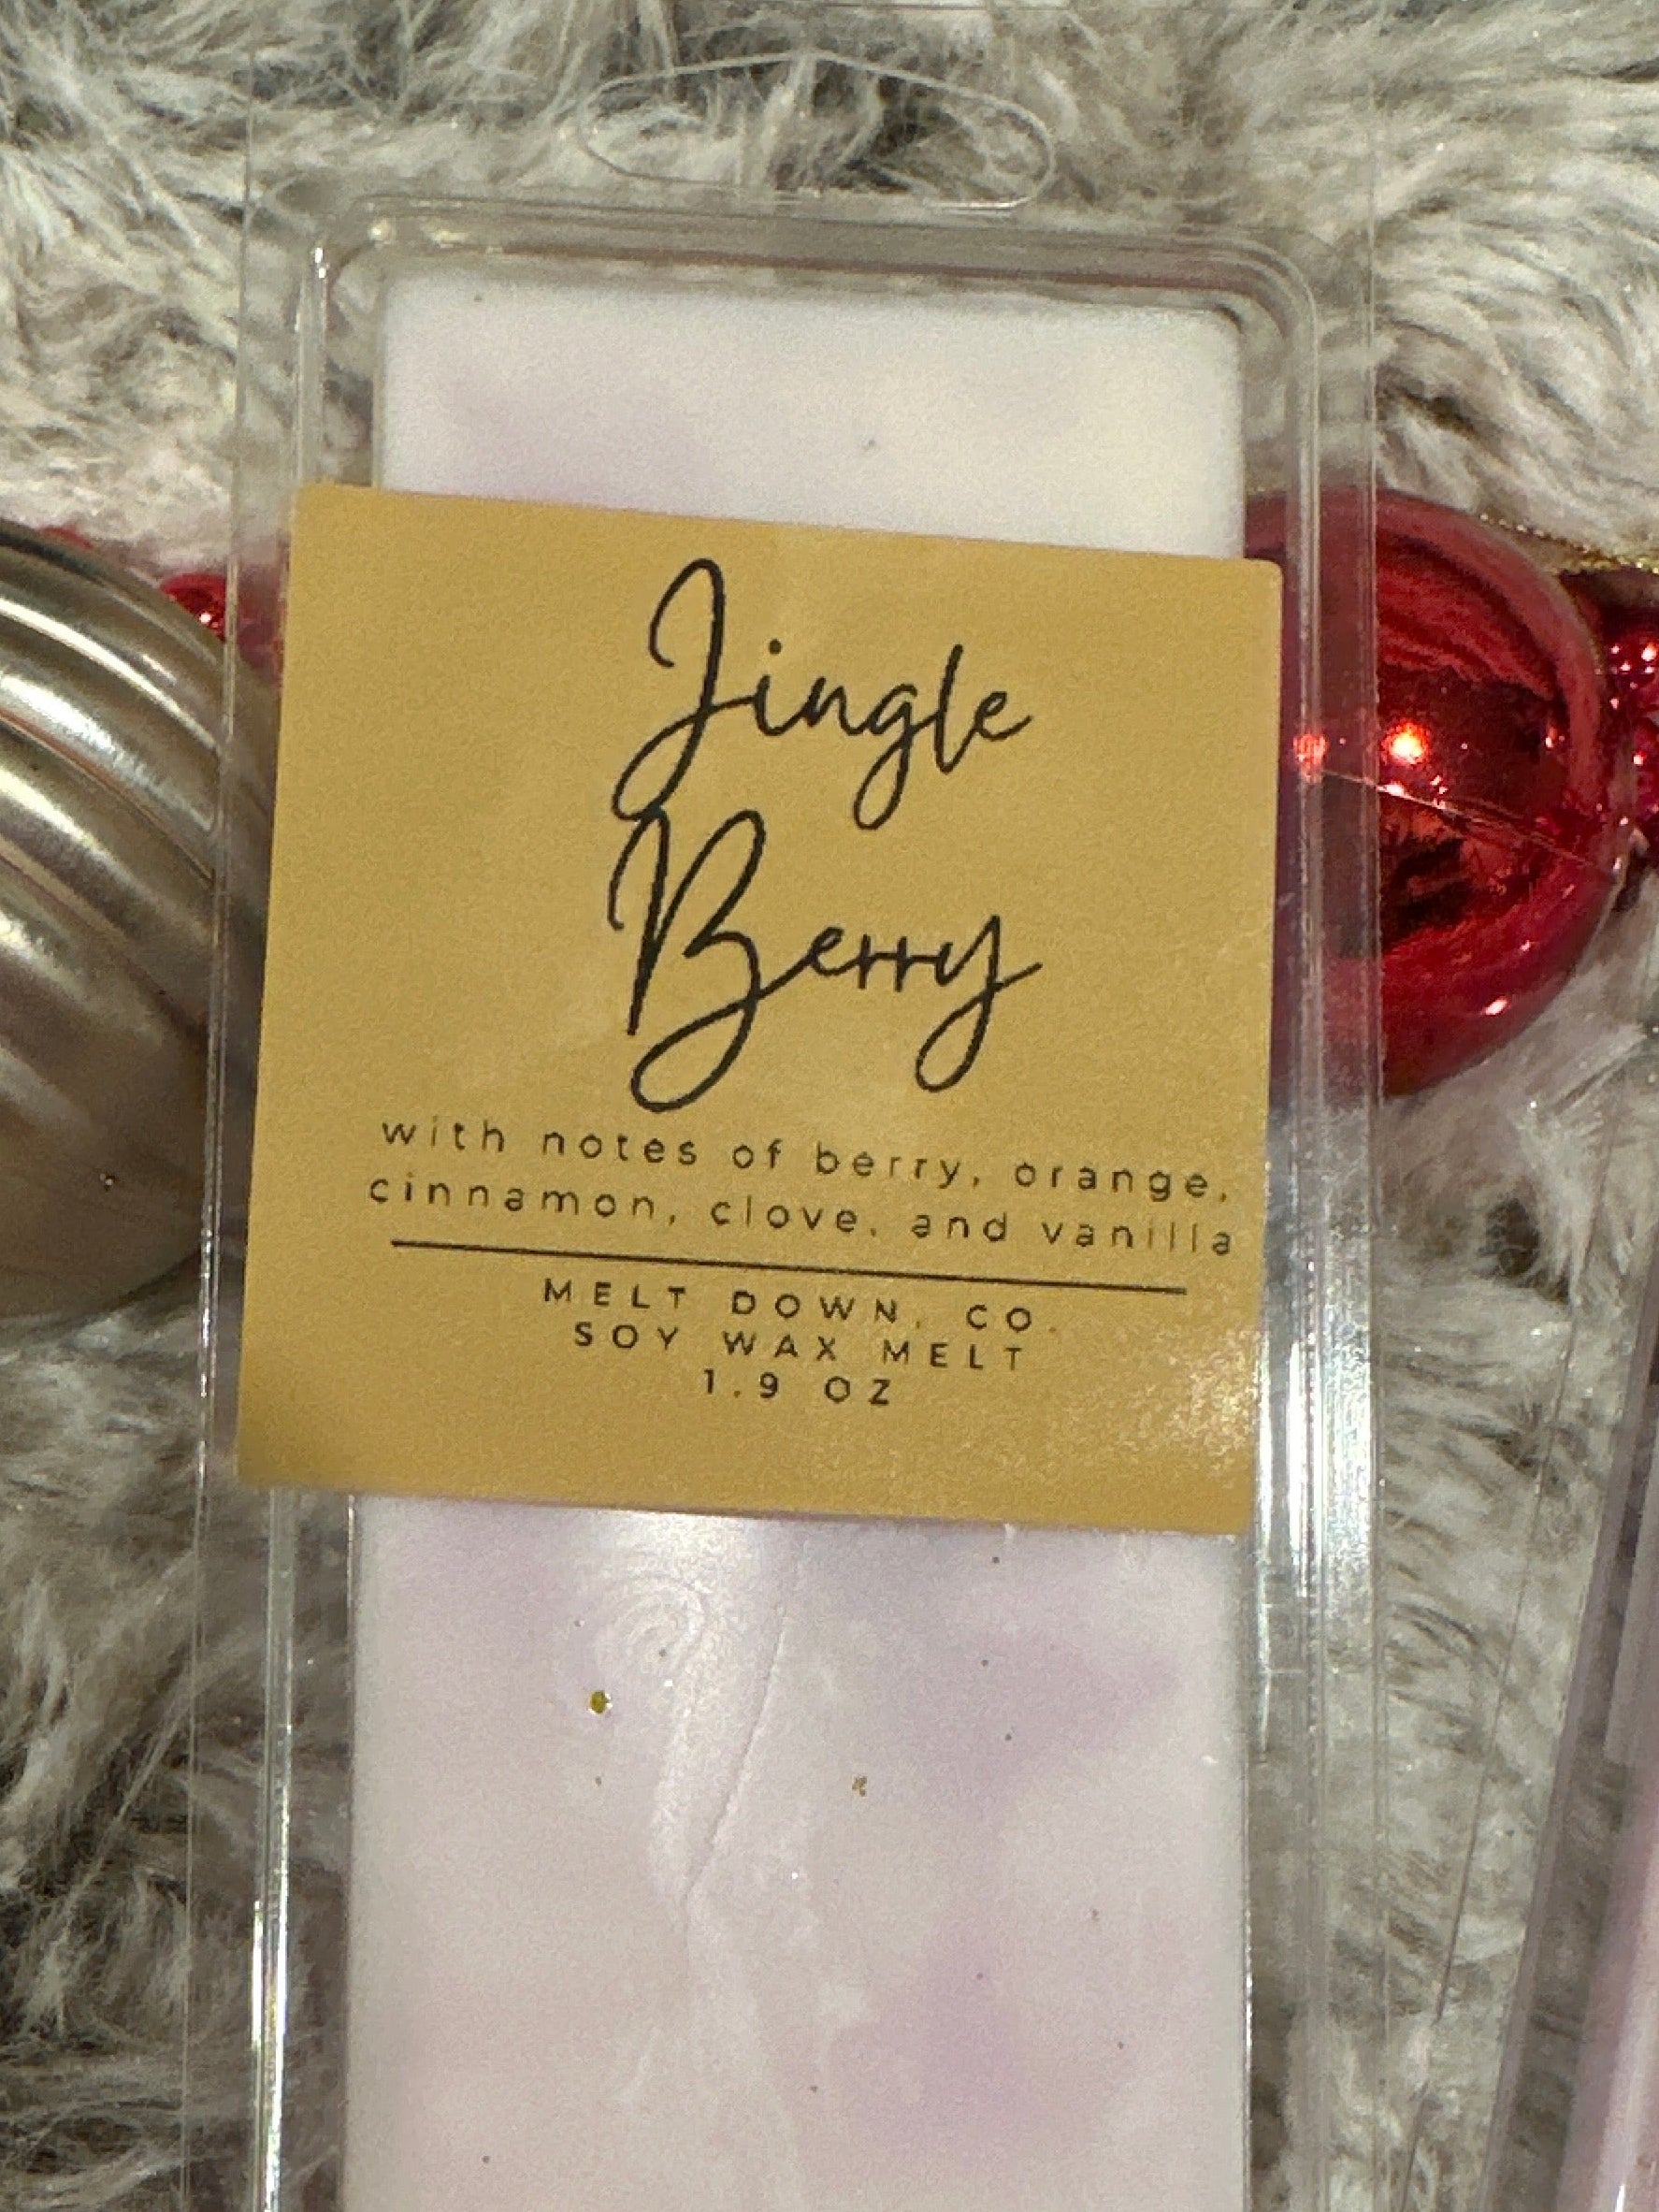 Jingle
Berry
with notes of berry, orange,
cinnamon, clove, and vanilla
MELT DOWN, CO.
SOY WAX MELT
1.9 OZ